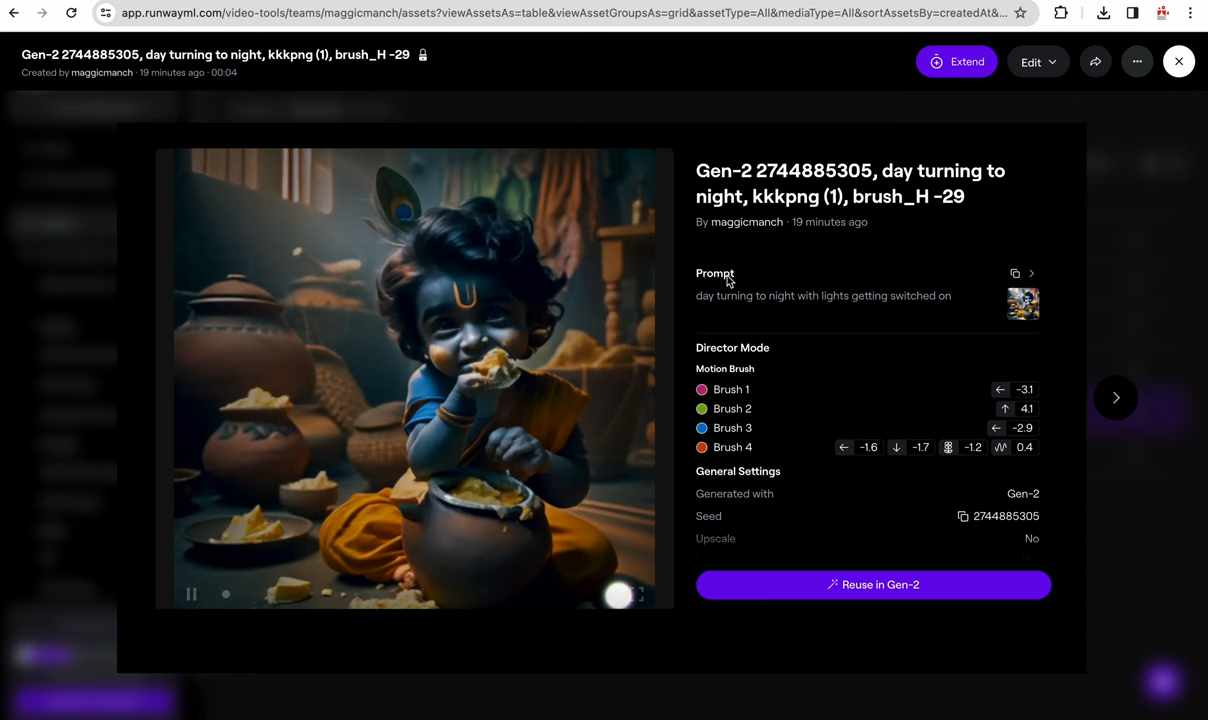 app.runwayml.com/video-tools/teams/maggicmanch/assets?viewAssetsAs=table&viewAssetGroupsAs=grid&assetType=All&mediaType=All&sortAssetsBy=createdAt&...
Gen-2 2744885305, day turning to night, kkkpng (1), brush_H -29
Created by maggicmanch · 19 minutes ago · 00:04
Extend
Edit
Gen-2 2744885305, day turning to
night, kkkpng (1), brush_H -29
By maggicmanch · 19 minutes ago
Prompt
day turning to night with lights getting switched on
Director Mode
Motion Brush
Brush 1 ← -3.1
Brush 2 ↑ 4.1
Brush 3 ← -2.9
Brush 4 ← -1.6 ↓ -1.7 -1.2 0.4
General Settings
Generated with Gen-2
Seed 2744885305
Upscale No
Reuse in Gen-2